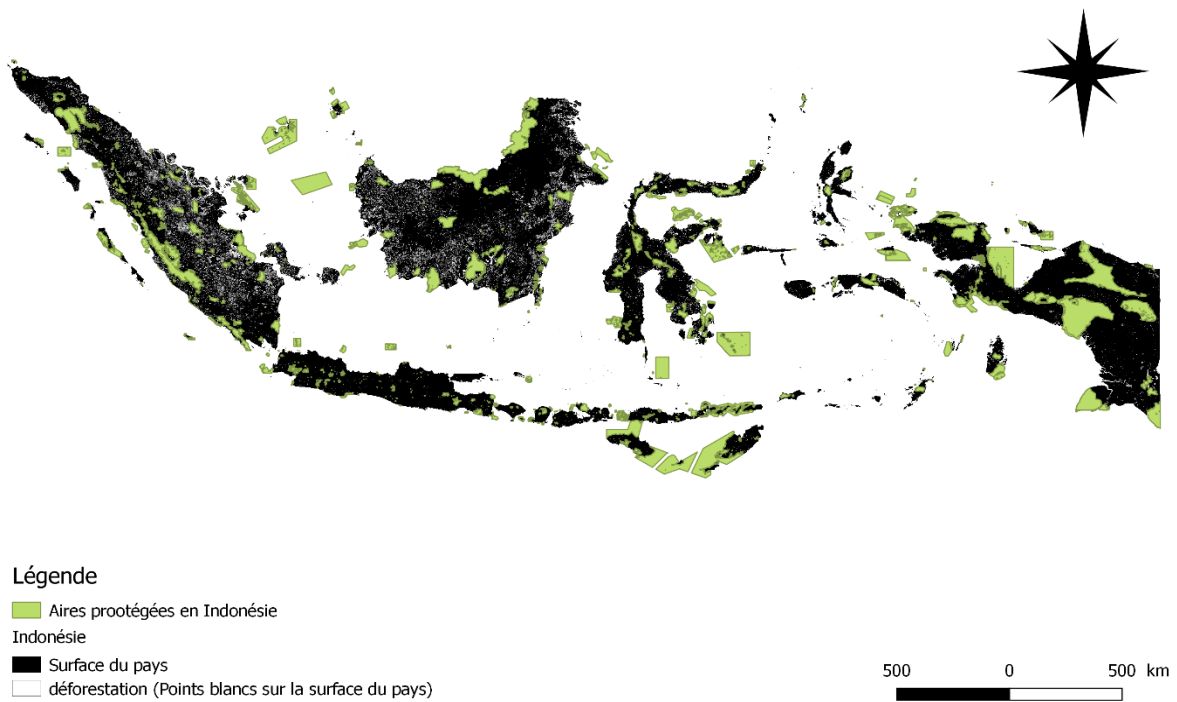 Légende
Aires prootégées en Indonésie
Indonésie
Surface du pays
déforestation (Points blancs sur la surface du pays)
500 0 500 km